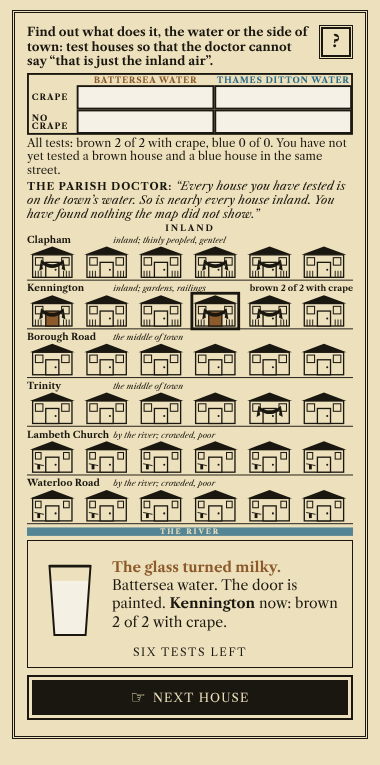 Find out what does it, the water or the side of
town: test houses so that the doctor cannot
say “that is just the inland air”.
?
BATTERSEA WATER THAMES DITTON WATER
CRAPE
NO
CRAPE
All tests: brown 2 of 2 with crape, blue 0 of 0. You have not
yet tested a brown house and a blue house in the same
street.
THE PARISH DOCTOR: “Every house you have tested is
on the town’s water. So is nearly every house inland. You
have found nothing the map did not show.”
INLAND
Clapham inland; thinly peopled, genteel
Kennington inland; gardens, railings brown 2 of 2 with crape
Borough Road the middle of town
Trinity the middle of town
Lambeth Church by the river; crowded, poor
Waterloo Road by the river; crowded, poor
THE RIVER
The glass turned milky.
Battersea water. The door is
painted. Kennington now: brown
2 of 2 with crape.
SIX TESTS LEFT
☞ NEXT HOUSE